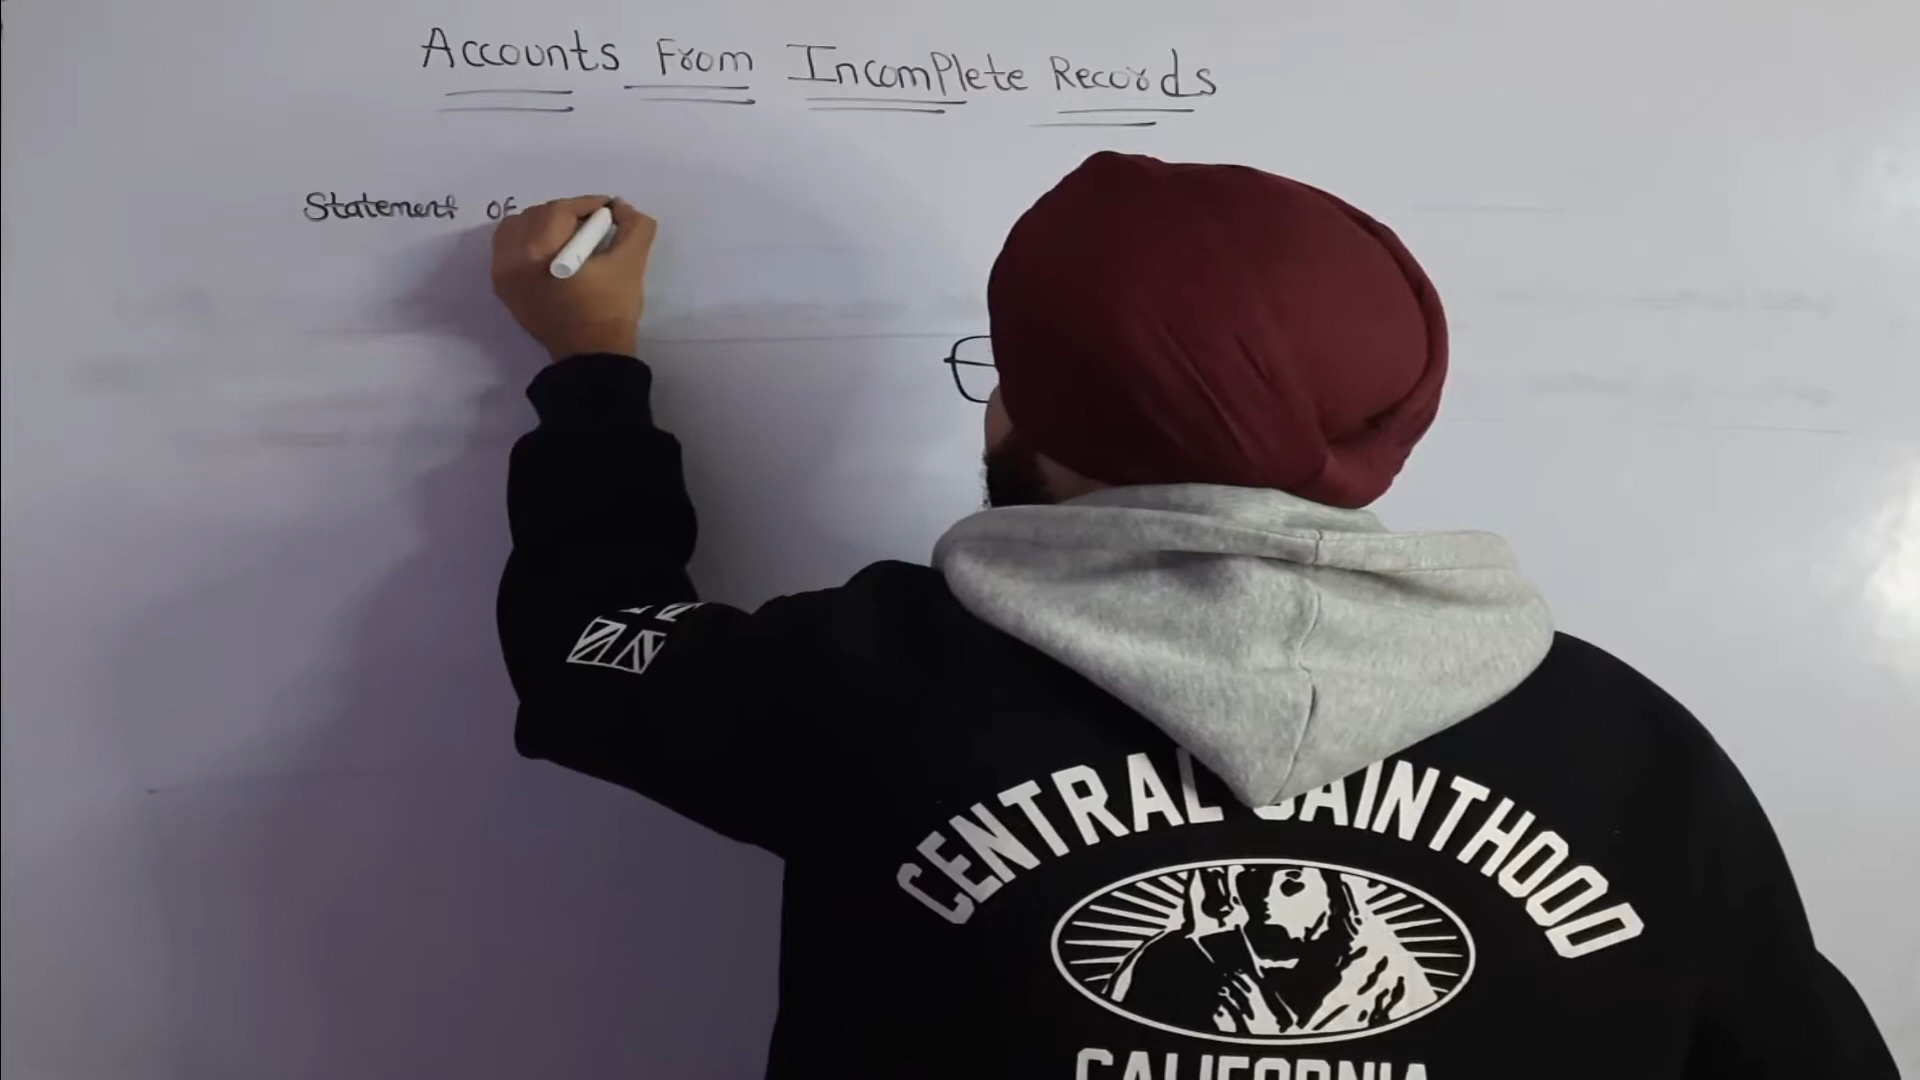 Accounts From Incomplete Records
Statement of
CENTRAL SAINTHOOD
CALIFORNIA